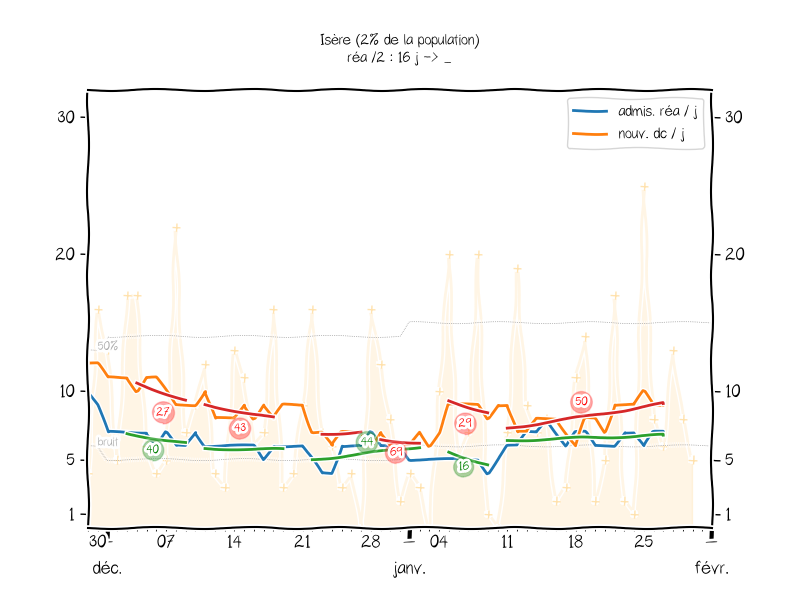 Isère (2% de la population)
réa /2 : 16 j -> _
admis. réa / j
nouv. dc / j
30 30
20 20
50%
10 10
50
27
29
43
44
bruit
40
69
5 5
16
1 1
30 07 14 21 28 04 11 18 25
déc. janv. févr.